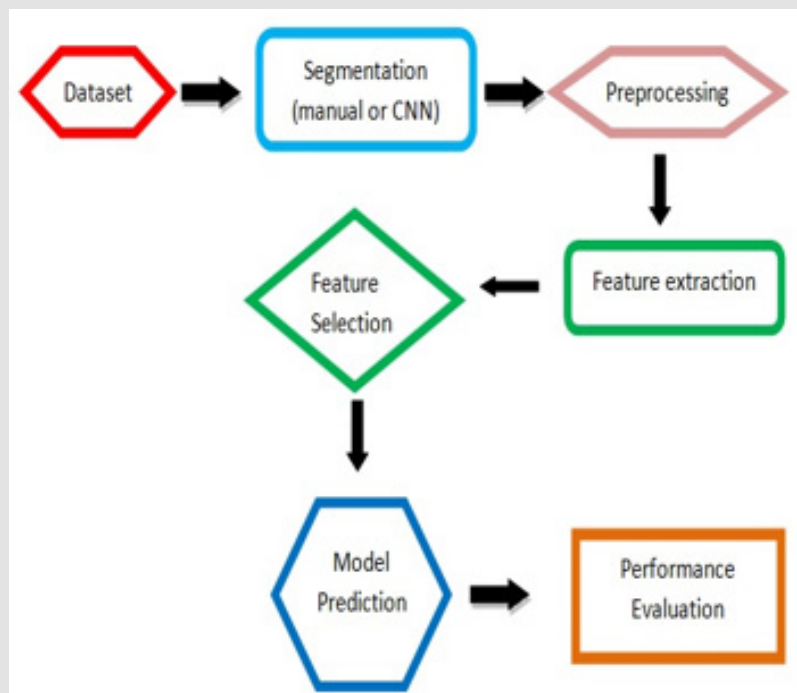 Dataset
Segmentation
(manual or CNN)
Preprocessing
Feature extraction
Feature
Selection
Model
Prediction
Performance
Evaluation